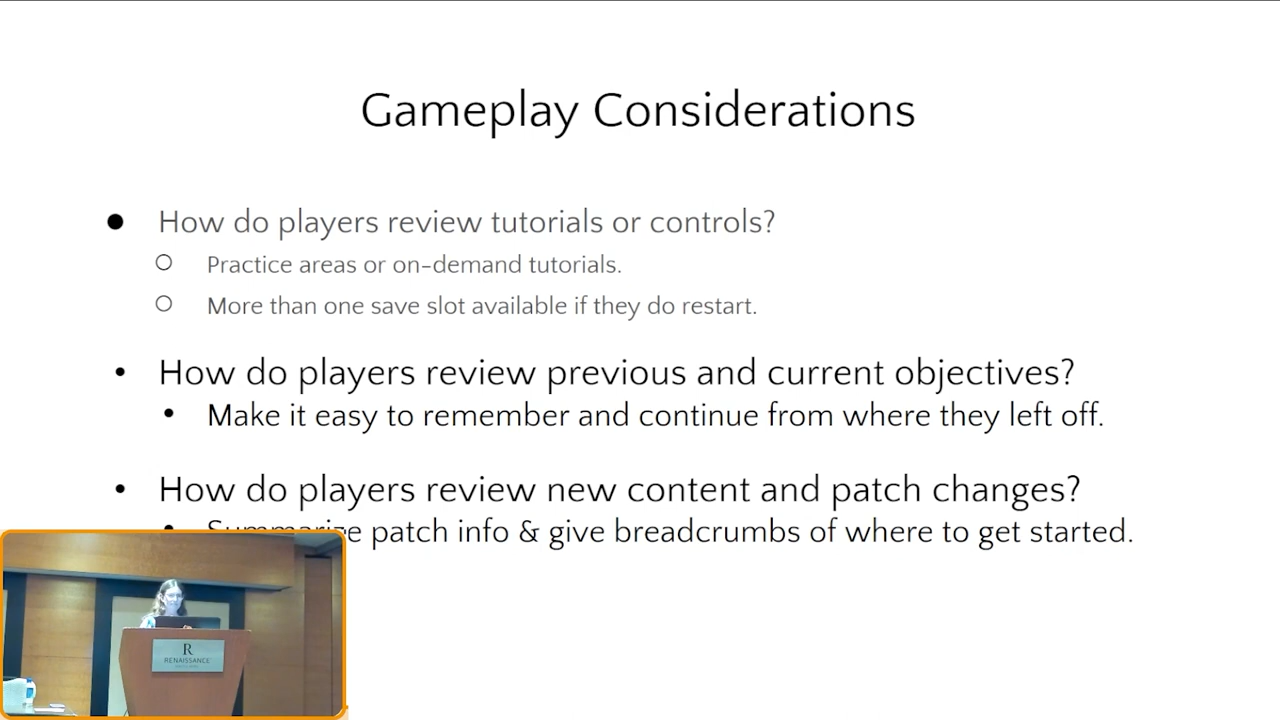 Gameplay Considerations
How do players review tutorials or controls?
Practice areas or on-demand tutorials.
More than one save slot available if they do restart.
How do players review previous and current objectives?
Make it easy to remember and continue from where they left off.
How do players review new content and patch changes?
Summarize patch info & give breadcrumbs of where to get started.
R
RENAISSANCE